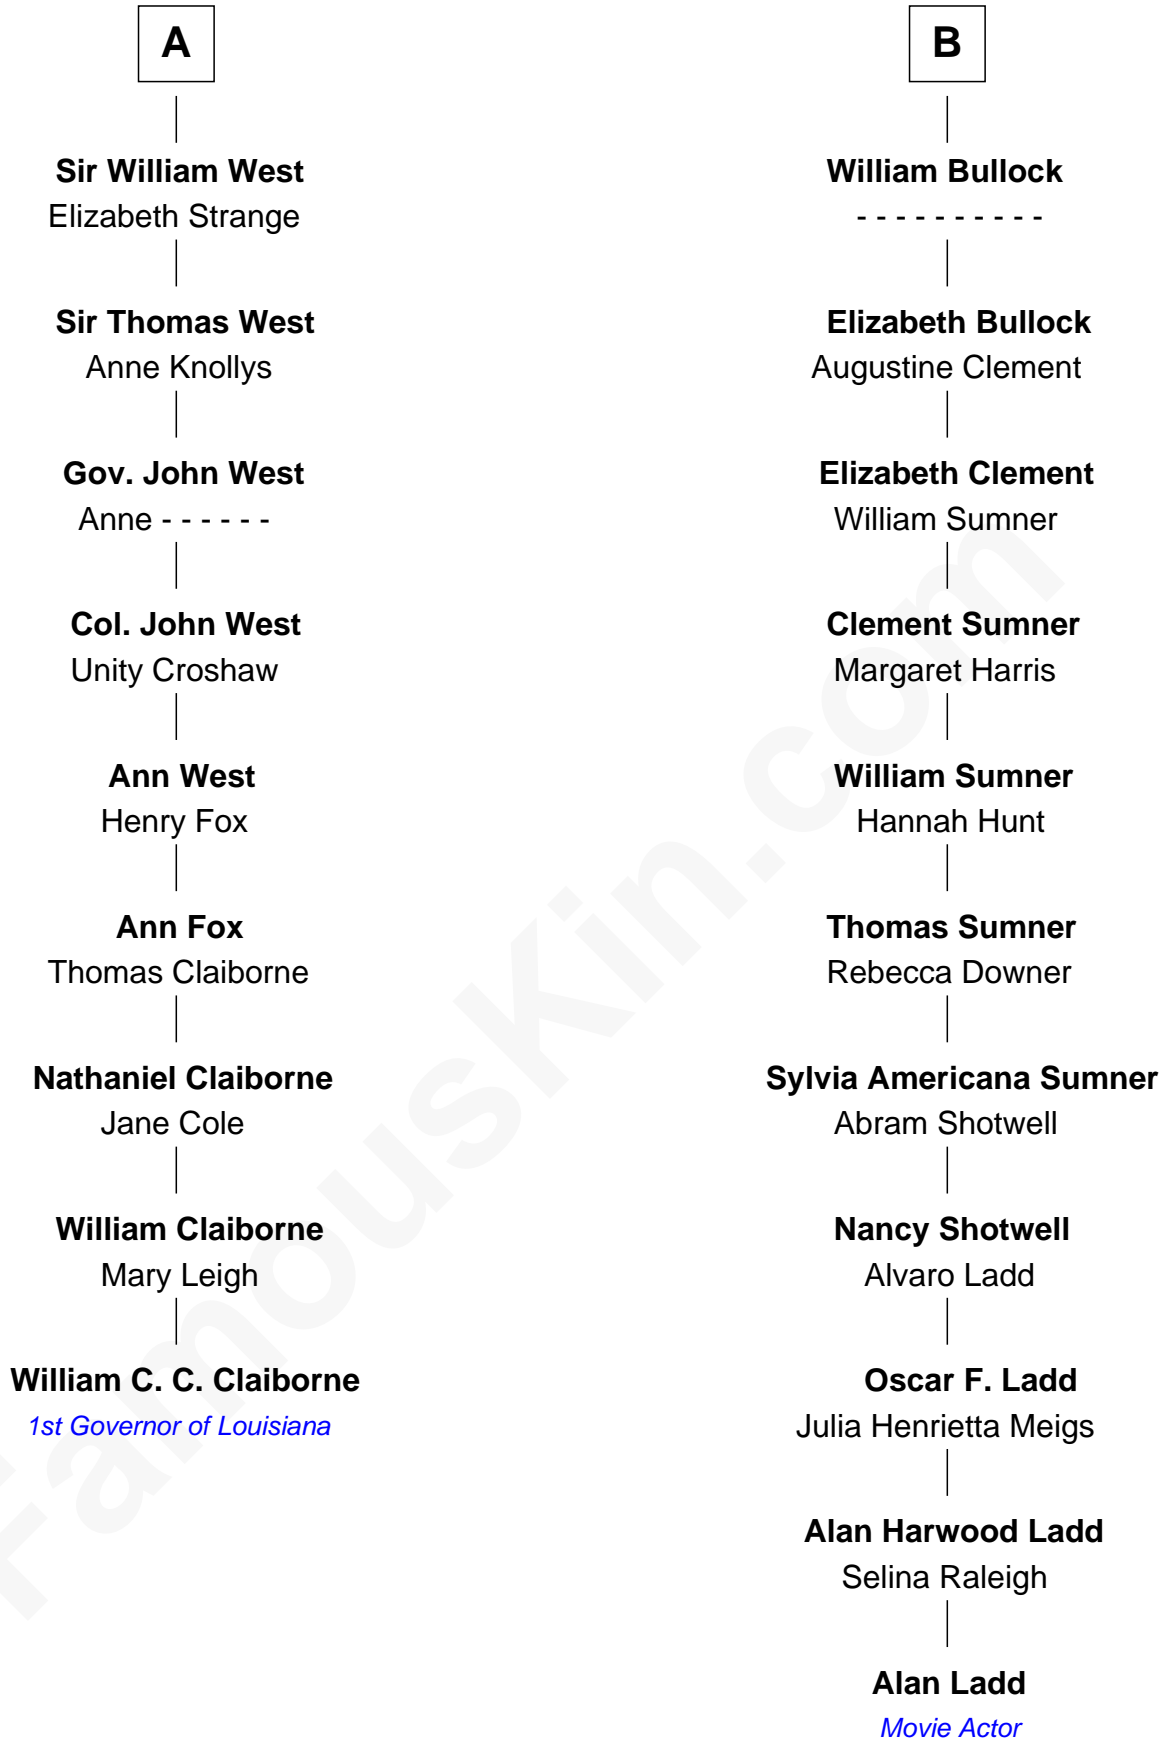 A
Sir William West
Elizabeth Strange
Sir Thomas West
Anne Knollys
Gov. John West
Anne - - - - - -
Col. John West
Unity Croshaw
Ann West
Henry Fox
Ann Fox
Thomas Claiborne
Nathaniel Claiborne
Jane Cole
William Claiborne
Mary Leigh
William C. C. Claiborne
1st Governor of Louisiana
B
William Bullock
- - - - - - - - - -
Elizabeth Bullock
Augustine Clement
Elizabeth Clement
William Sumner
Clement Sumner
Margaret Harris
William Sumner
Hannah Hunt
Thomas Sumner
Rebecca Downer
Sylvia Americana Sumner
Abram Shotwell
Nancy Shotwell
Alvaro Ladd
Oscar F. Ladd
Julia Henrietta Meigs
Alan Harwood Ladd
Selina Raleigh
Alan Ladd
Movie Actor
FamousKin.com